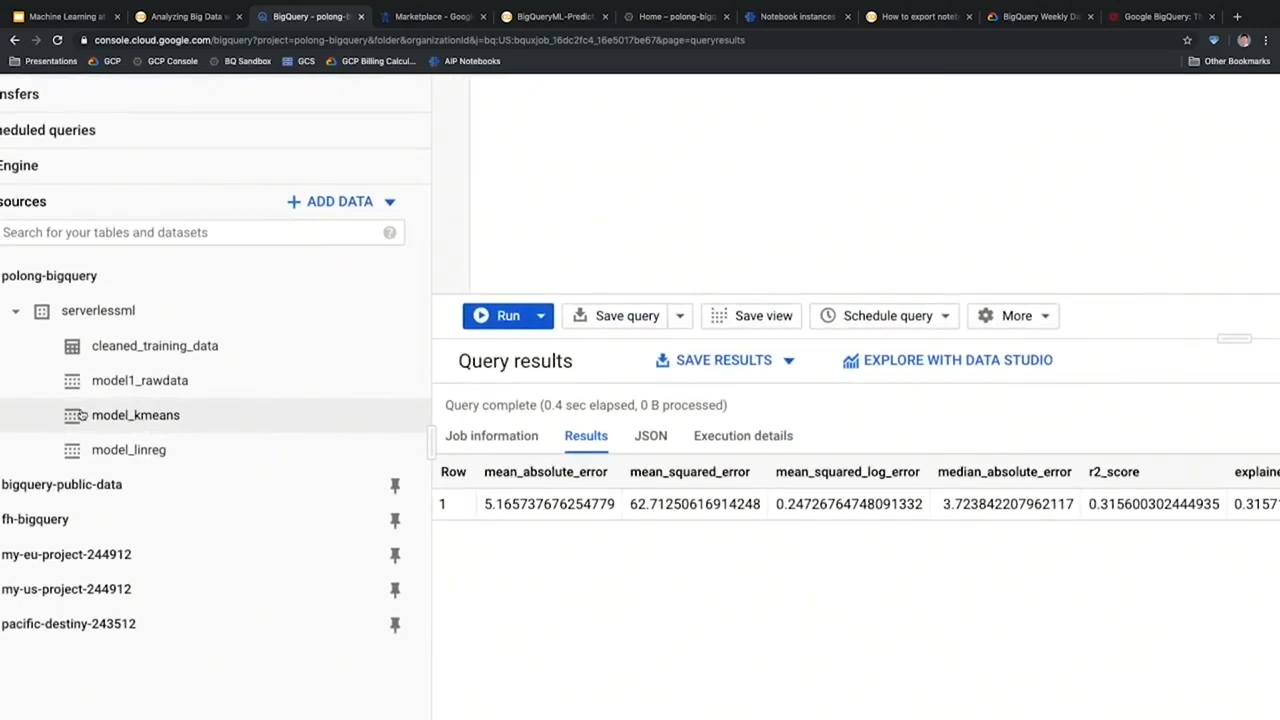 Machine Learning at
Analyzing Big Data w
BigQuery - polong-b
Marketplace - Googl
BigQueryML-Predict
Home – polong-bigq
Notebook instances
How to export noteb
BigQuery Weekly Da
Google BigQuery: Th
console.cloud.google.com/bigquery?project=polong-bigquery&folder&organizationId&j=bq:US:bquxjob_16dc2fc4_16e5017be67&page=queryresults
Presentations
GCP
GCP Console
BQ Sandbox
GCS
GCP Billing Calcul...
AIP Notebooks
Other Bookmarks
nsfers
neduled queries
Engine
sources
ADD DATA
Search for your tables and datasets
polong-bigquery
serverlessml
cleaned_training_data
model1_rawdata
model_kmeans
model_linreg
bigquery-public-data
fh-bigquery
my-eu-project-244912
my-us-project-244912
pacific-destiny-243512
Run
Save query
Save view
Schedule query
More
Query results
SAVE RESULTS
EXPLORE WITH DATA STUDIO
Query complete (0.4 sec elapsed, 0 B processed)
Job information
Results
JSON
Execution details
Row mean_absolute_error mean_squared_error mean_squared_log_error median_absolute_error r2_score explaine
1 5.165737676254779 62.71250616914248 0.24726764748091332 3.723842207962117 0.315600302444935 0.3157